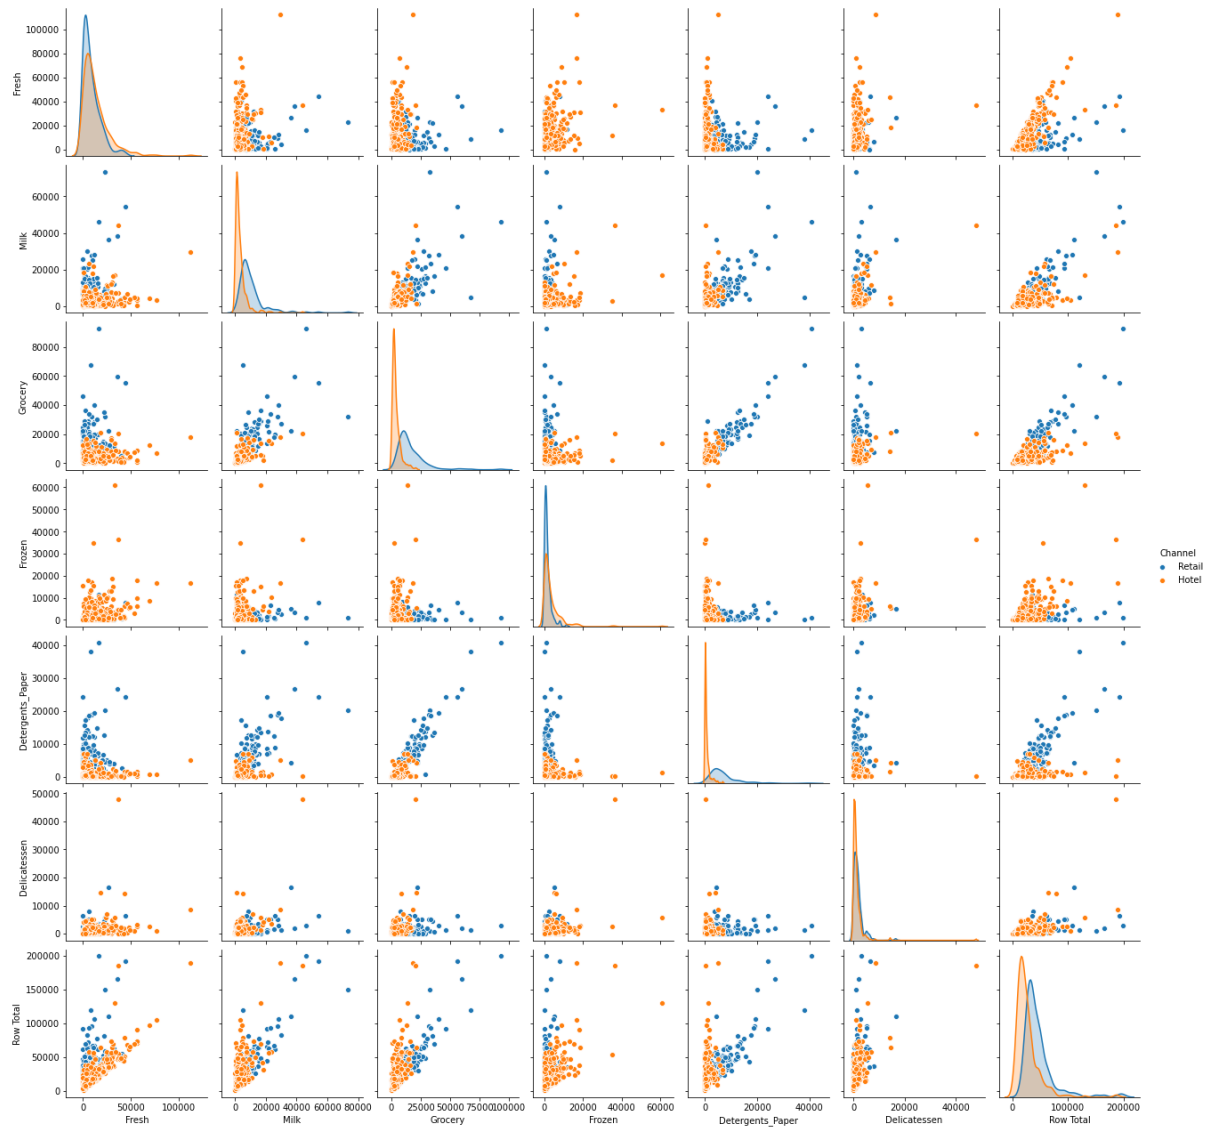 100000
80000
60000
40000
20000
0
Fresh
60000
40000
20000
0
Milk
80000
60000
40000
20000
0
Grocery
60000
50000
40000
30000
20000
10000
0
Frozen
Channel
Retail
Hotel
40000
30000
20000
10000
0
Detergents_Paper
50000
40000
30000
20000
10000
0
Delicatessen
200000
150000
100000
50000
0
Row Total
0 50000 100000
0 20000 40000 60000 80000
0 25000 50000 75000 100000
0 20000 40000 60000
0 20000 40000
0 20000 40000
0 100000 200000
Fresh Milk Grocery Frozen Detergents_Paper Delicatessen Row Total